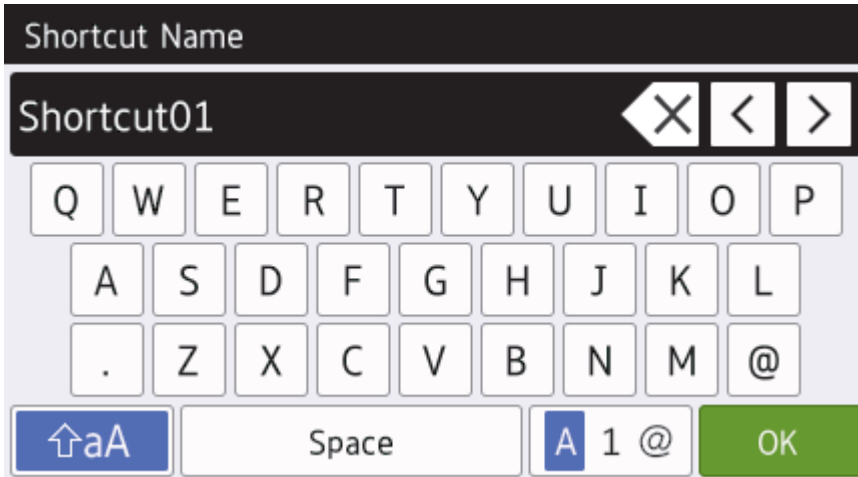 Shortcut Name
Shortcut01
Q W E R T Y U I O P
A S D F G H J K L
. Z X C V B N M @
aA Space A 1 @ OK